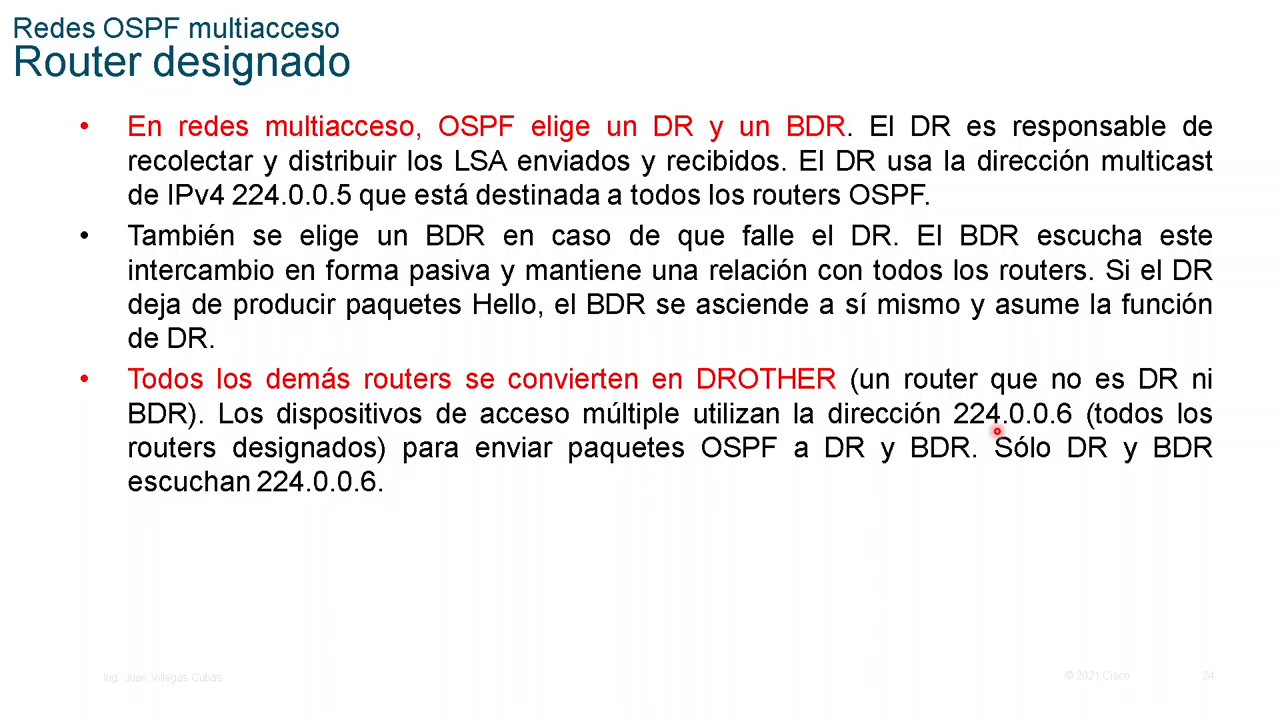 Redes OSPF multiacceso
Router designado
• En redes multiacceso, OSPF elige un DR y un BDR. El DR es responsable de
recolectar y distribuir los LSA enviados y recibidos. El DR usa la dirección multicast
de IPv4 224.0.0.5 que está destinada a todos los routers OSPF.
• También se elige un BDR en caso de que falle el DR. El BDR escucha este
intercambio en forma pasiva y mantiene una relación con todos los routers. Si el DR
deja de producir paquetes Hello, el BDR se asciende a sí mismo y asume la función
de DR.
• Todos los demás routers se convierten en DROTHER (un router que no es DR ni
BDR). Los dispositivos de acceso múltiple utilizan la dirección 224.0.0.6 (todos los
routers designados) para enviar paquetes OSPF a DR y BDR. Sólo DR y BDR
escuchan 224.0.0.6.
Ing. Juan Villegas Cubas
© 2021 Cisco
24